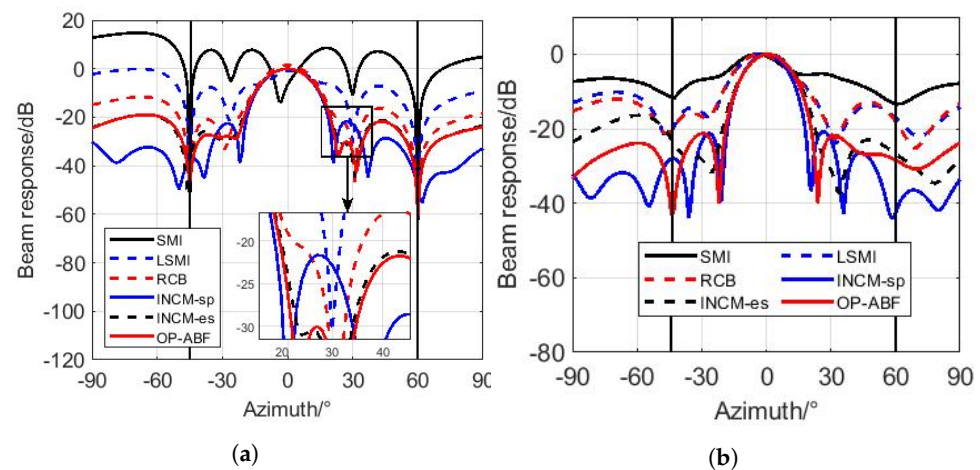 20
0
-20
-40
-60
-80
-100
-120
Beam response/dB
SMI
LSMI
RCB
INCM-sp
INCM-es
OP-ABF
-20
-25
-30
20 30 40
-90 -60 -30 0 30 60 90
Azimuth/°
(a)
0
-20
-40
-60
-80
Beam response/dB
SMI LSMI
RCB INCM-sp
INCM-es OP-ABF
-90 -60 -30 0 30 60 90
Azimuth/°
(b)